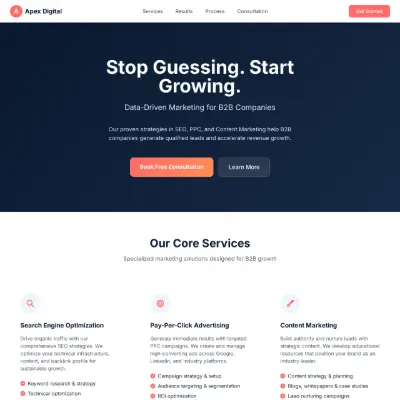 A Apex Digital Services Results Process Consultation Get Started
Stop Guessing. Start
Growing.
Data-Driven Marketing for B2B Companies
Our proven strategies in SEO, PPC, and Content Marketing help B2B
companies generate qualified leads and accelerate revenue growth.
Book Free Consultation Learn More
Our Core Services
Specialized marketing solutions designed for B2B growth
Search Engine Optimization
Drive organic traffic with our
comprehensive SEO strategies. We
optimize your technical infrastructure,
content, and backlink profile for
sustainable growth.
Keyword research & strategy
Technical optimization
Pay-Per-Click Advertising
Generate immediate results with targeted
PPC campaigns. We create and manage
high-converting ads across Google,
LinkedIn, and industry platforms.
Campaign strategy & setup
Audience targeting & segmentation
ROI optimization
Content Marketing
Build authority and nurture leads with
strategic content. We develop educational
resources that position your brand as an
industry leader.
Content strategy & planning
Blogs, whitepapers & case studies
Lead nurturing campaigns